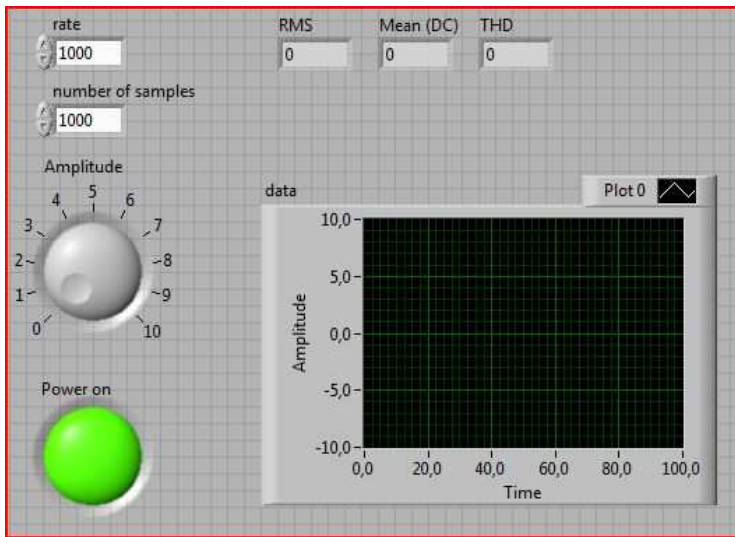 rate
1000
RMS
0
Mean (DC)
0
THD
0
number of samples
1000
Amplitude
0
1
2
3
4
5
6
7
8
9
10
Power on
data
Plot 0
Amplitude
10,0
5,0
0,0
-5,0
-10,0
0,0 20,0 40,0 60,0 80,0 100,0
Time